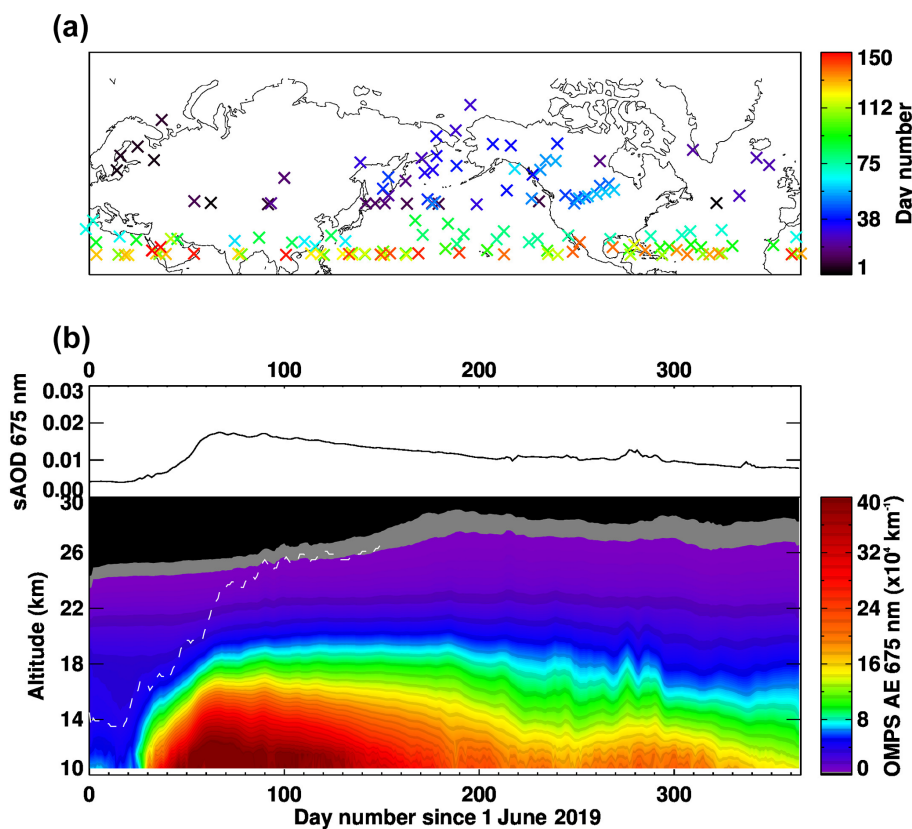 (a)
150
112
75
38
1
Day number
(b)
0 100 200 300
0.03
0.02
0.01
0.00
sAOD 675 nm
30
26
22
18
14
10
Altitude (km)
40
32
24
16
8
0
OMPS AE 675 nm (x10⁴ km⁻¹)
0 100 200 300
Day number since 1 June 2019